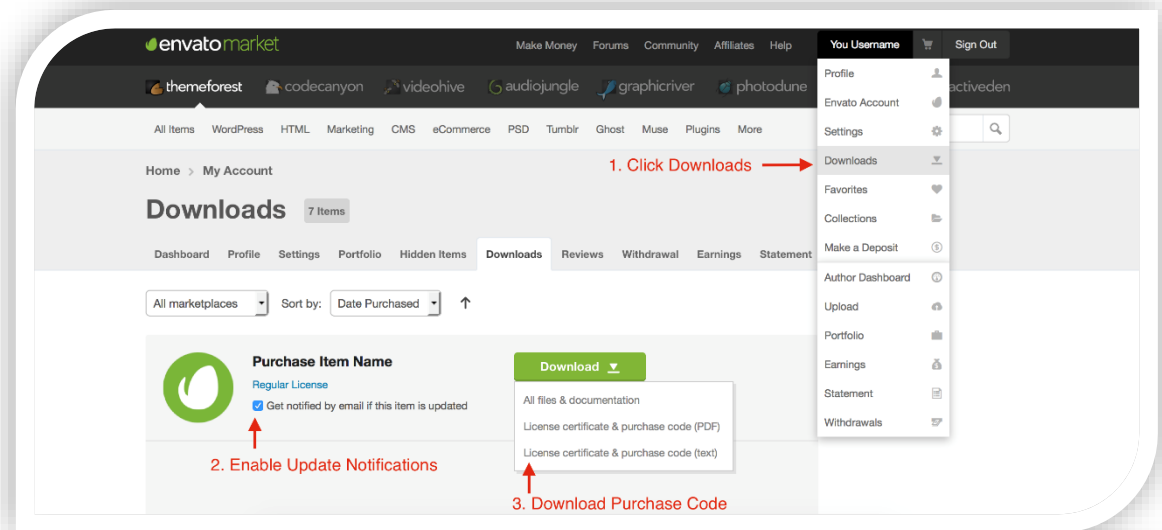 envatomarket
Make Money Forums Community Affiliates Help You Username Sign Out
themeforest codecanyon videohive audiojungle graphicriver photodune activeden
All Items WordPress HTML Marketing CMS eCommerce PSD Tumblr Ghost Muse Plugins More
Home > My Account
Downloads 7 Items
Dashboard Profile Settings Portfolio Hidden Items Downloads Reviews Withdrawal Earnings Statement
All marketplaces Sort by: Date Purchased
Purchase Item Name
Regular License
Get notified by email if this item is updated
2. Enable Update Notifications
Download
All files & documentation
License certificate & purchase code (PDF)
License certificate & purchase code (text)
3. Download Purchase Code
1. Click Downloads
Profile
Envato Account
Settings
Downloads
Favorites
Collections
Make a Deposit
Author Dashboard
Upload
Portfolio
Earnings
Statement
Withdrawals